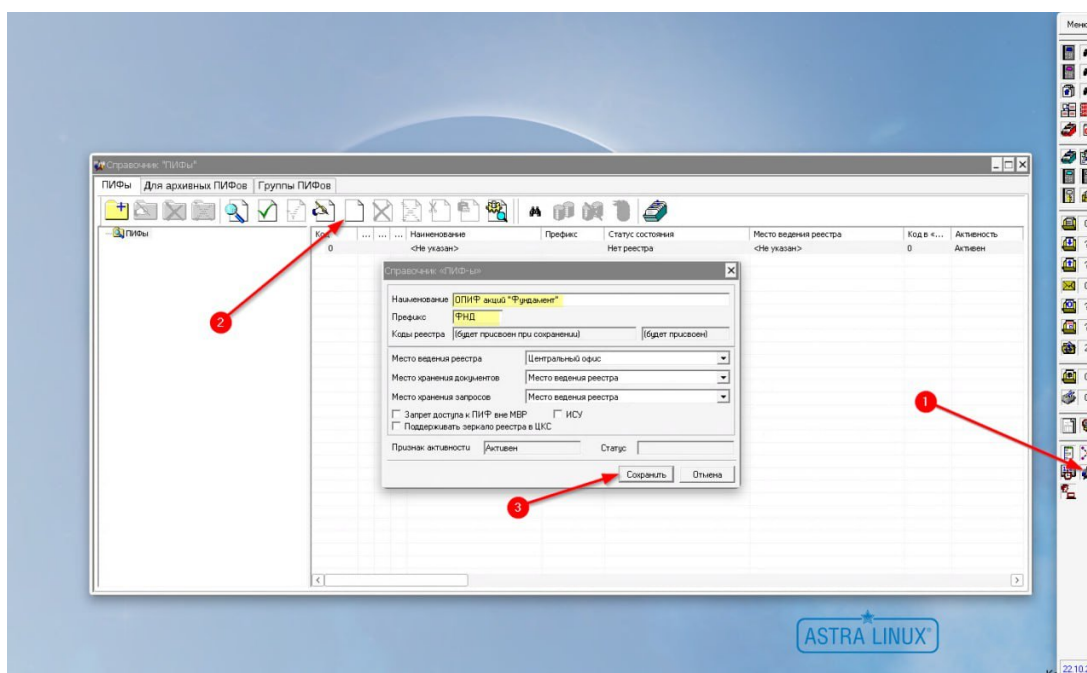 Справочник "ПИФы"
ПИФы Для архивных ПИФов Группы ПИФов
ПИФы
... ... ... Наименование Префикс Статус состояния Место ведения реестра Код в «... Активность
0 <Не указан> Нет реестра <Не указан> 0 Активен
Справочник «ПИФ-ы»
Наименование ОПИФ акций "Фундамент"
Префикс ФНД
Коды реестра (будет присвоен при сохранении) (будет присвоен)
Место ведения реестра Центральный офис
Место хранения документов Место ведения реестра
Место хранения запросов Место ведения реестра
Запрет доступа к ПИФ вне МВР ИСУ
Поддерживать зеркало реестра в ЦКС
Признак активности Активен Статус
Сохранить Отмена
1
2
3
ASTRA LINUX®
22.10.